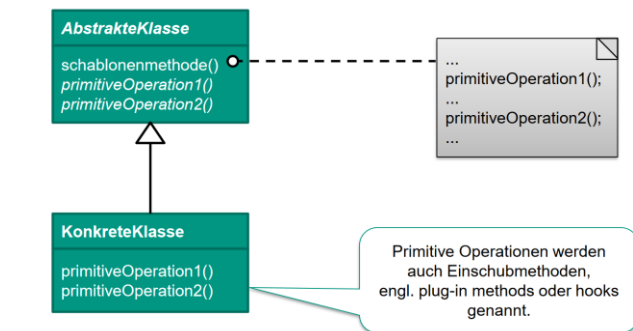 AbstrakteKlasse
schablonenmethode()
primitiveOperation1()
primitiveOperation2()
...
primitiveOperation1();
...
primitiveOperation2();
...
KonkreteKlasse
primitiveOperation1()
primitiveOperation2()
Primitive Operationen werden
auch Einschubmethoden,
engl. plug-in methods oder hooks
genannt.